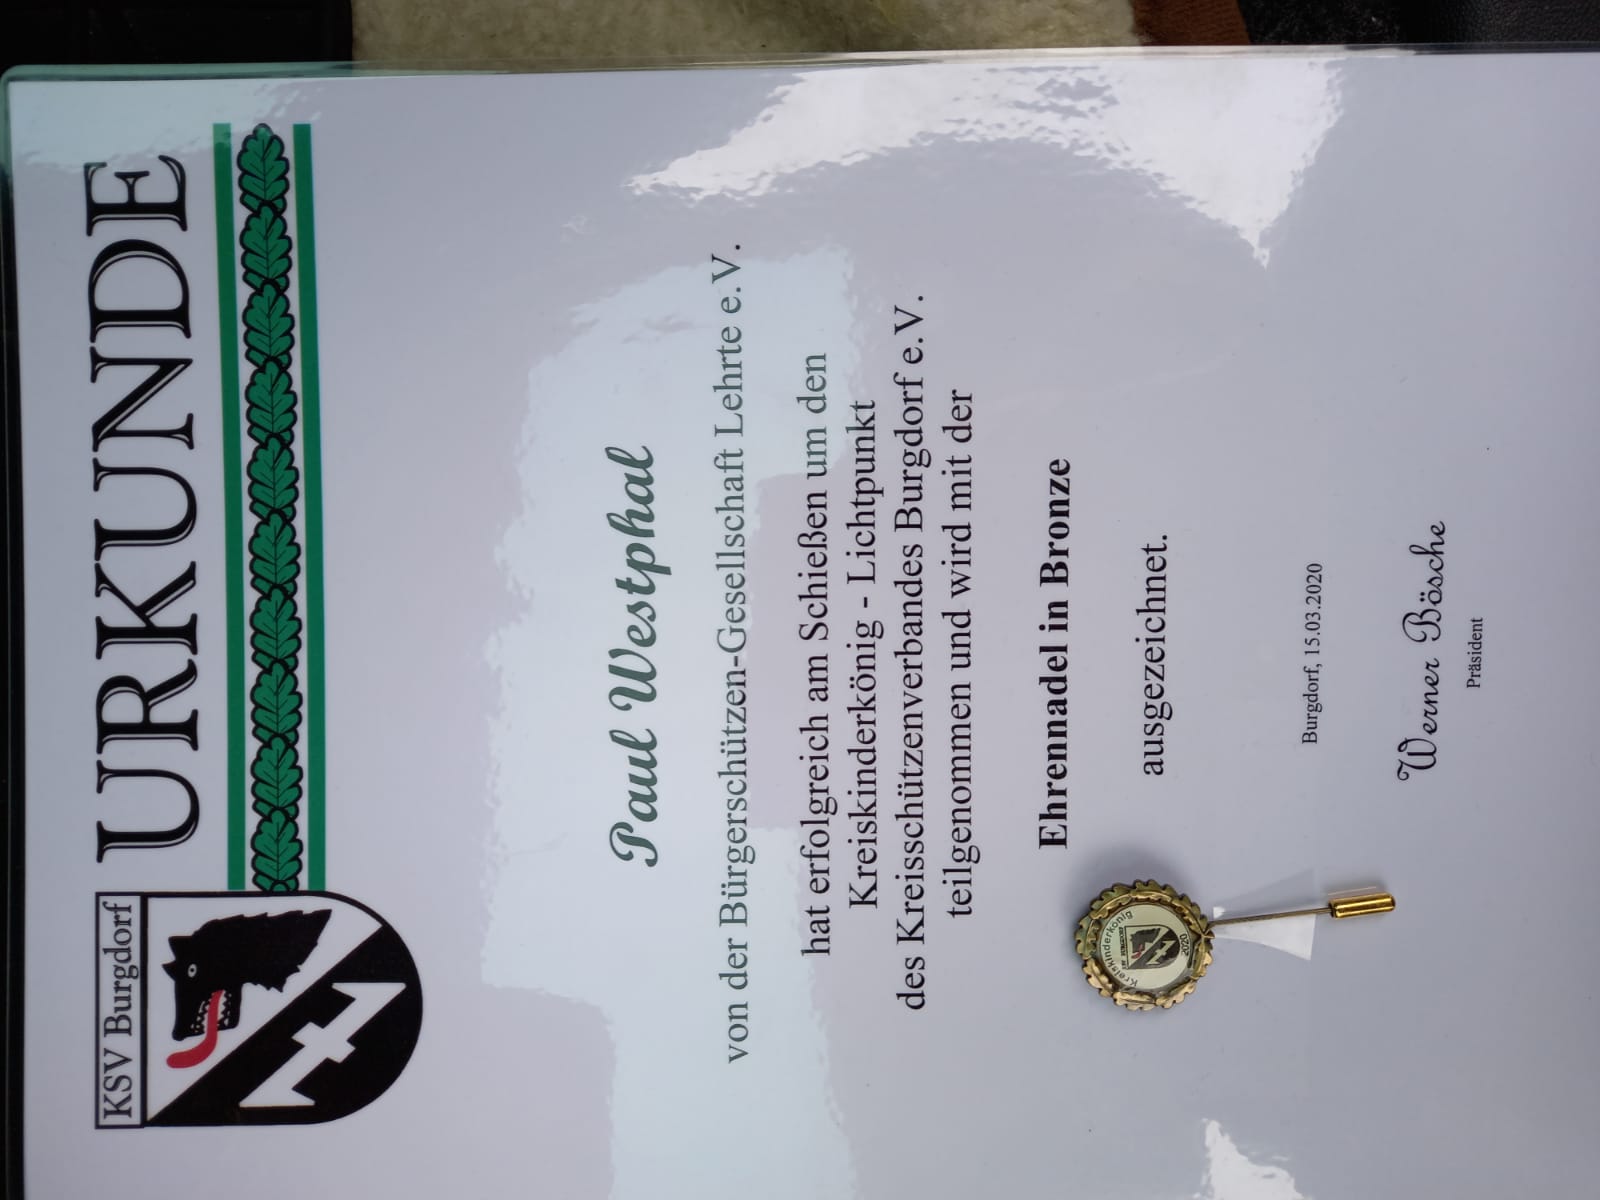 KSV Burgdorf
URKUNDE
Paul Westphal
von der Bürgerschützen-Gesellschaft Lehrte e.V.
hat erfolgreich am Schießen um den
Kreiskinderkönig - Lichtpunkt
des Kreisschützenverbandes Burgdorf e.V.
teilgenommen und wird mit der
Ehrennadel in Bronze
ausgezeichnet.
Kreiskinderkönig
KSV BURGDORF
2020
Burgdorf, 15.03.2020
Werner Bösche
Präsident